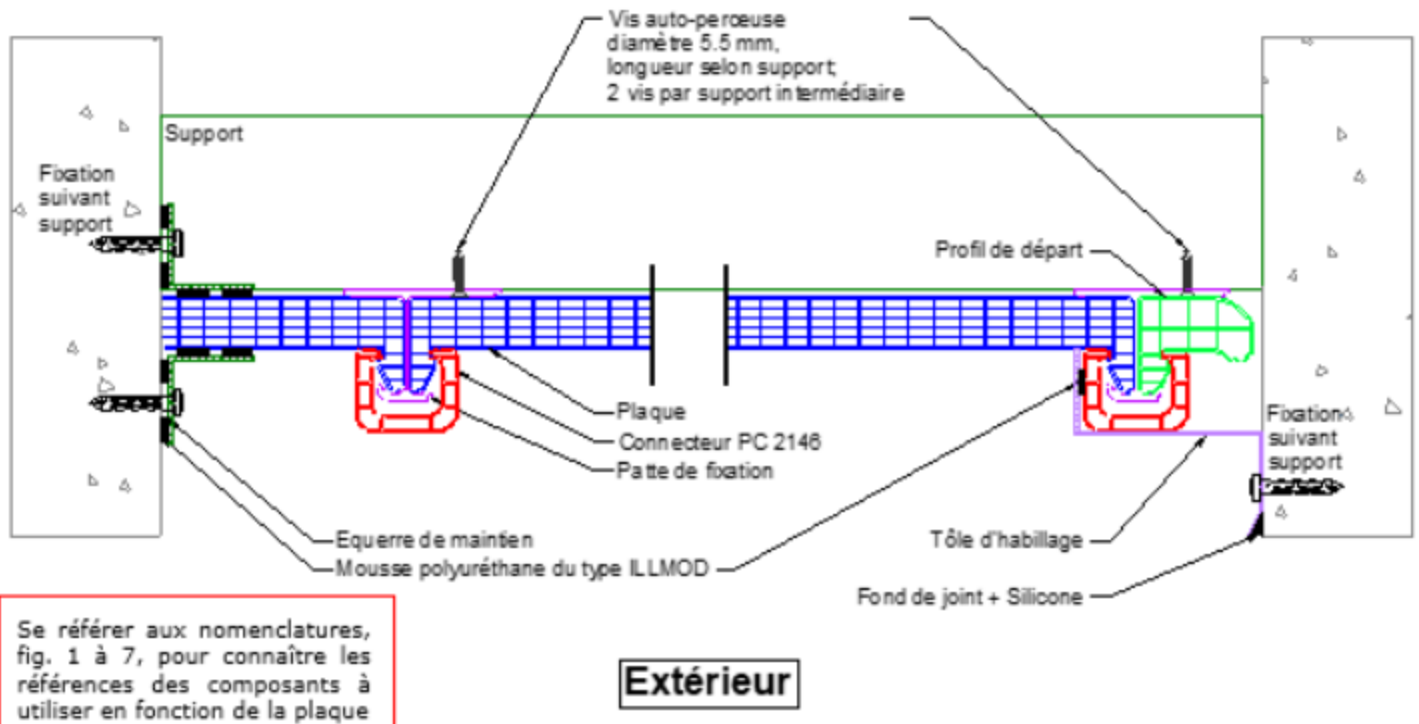 Vis auto-perceuse
diamètre 5.5 mm,
longueur selon support,
2 vis par support intermédiaire
Support
Fixation
suivant
support
Profil de départ
Plaque
Connecteur PC 2146
Patte de fixation
Fixation
suivant
support
Equerre de maintien
Mousse polyuréthane du type ILLMOD
Tôle d'habillage
Fond de joint + Silicone
Se référer aux nomenclatures,
fig. 1 à 7, pour connaître les
références des composants à
utiliser en fonction de la plaque
Extérieur